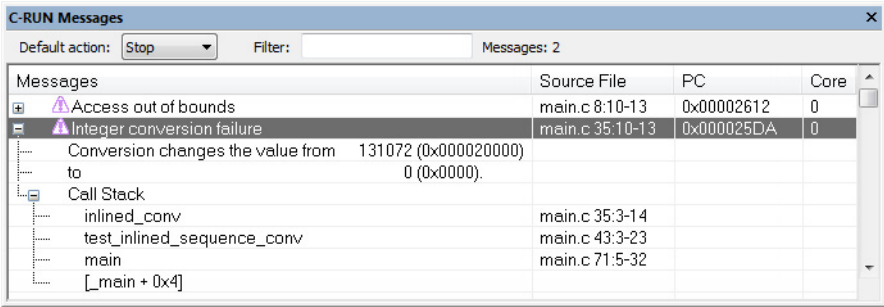 C-RUN Messages
Default action: Stop Filter: Messages: 2
Messages Source File PC Core
Access out of bounds main.c 8:10-13 0x00002612 0
Integer conversion failure main.c 35:10-13 0x000025DA 0
Conversion changes the value from 131072 (0x000020000)
to 0 (0x0000).
Call Stack
inlined_conv main.c 35:3-14
test_inlined_sequence_conv main.c 43:3-23
main main.c 71:5-32
[_main + 0x4]